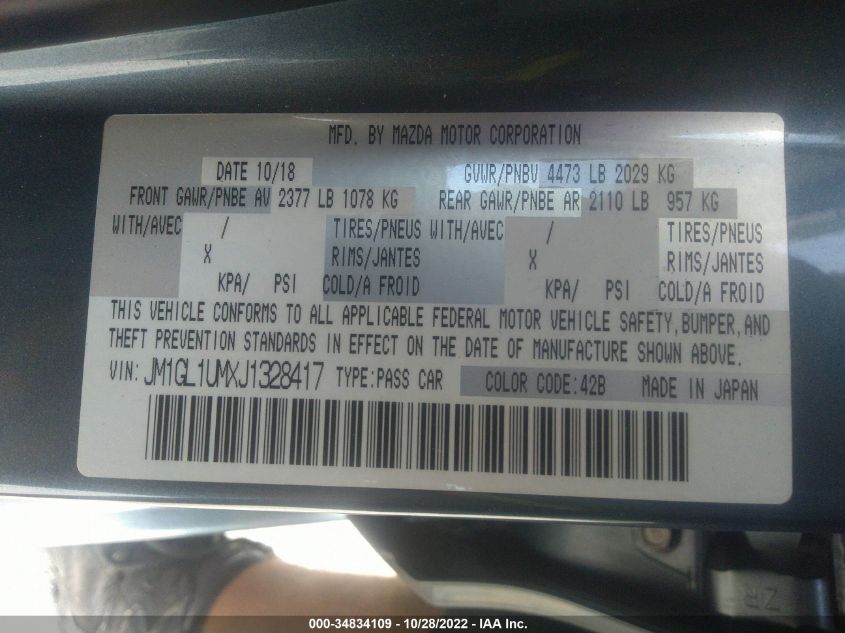 MFD. BY MAZDA MOTOR CORPORATION
DATE 10/18 GVWR/PNBV 4473 LB 2029 KG
FRONT GAWR/PNBE AV 2377 LB 1078 KG REAR GAWR/PNBE AR 2110 LB 957 KG
WITH/AVEC / TIRES/PNEUS WITH/AVEC / TIRES/PNEUS
X RIMS/JANTES X RIMS/JANTES
KPA/ PSI COLD/A FROID KPA/ PSI COLD/A FROID
THIS VEHICLE CONFORMS TO ALL APPLICABLE FEDERAL MOTOR VEHICLE SAFETY, BUMPER, AND
THEFT PREVENTION STANDARDS IN EFFECT ON THE DATE OF MANUFACTURE SHOWN ABOVE.
VIN: JM1GL1UMXJ1328417 TYPE:PASS CAR COLOR CODE:42B MADE IN JAPAN
000-34834109 - 10/28/2022 - IAA Inc.